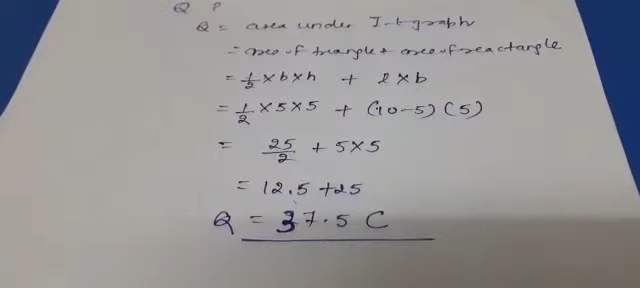 Q ?
Q = area under I-t graph
= area of triangle + area of reactangle
= 1/2 × b × h + l × b
= 1/2 × 5 × 5 + (10-5) (5)
= 25/2 + 5 × 5
= 12.5 + 25
Q = 37.5 C